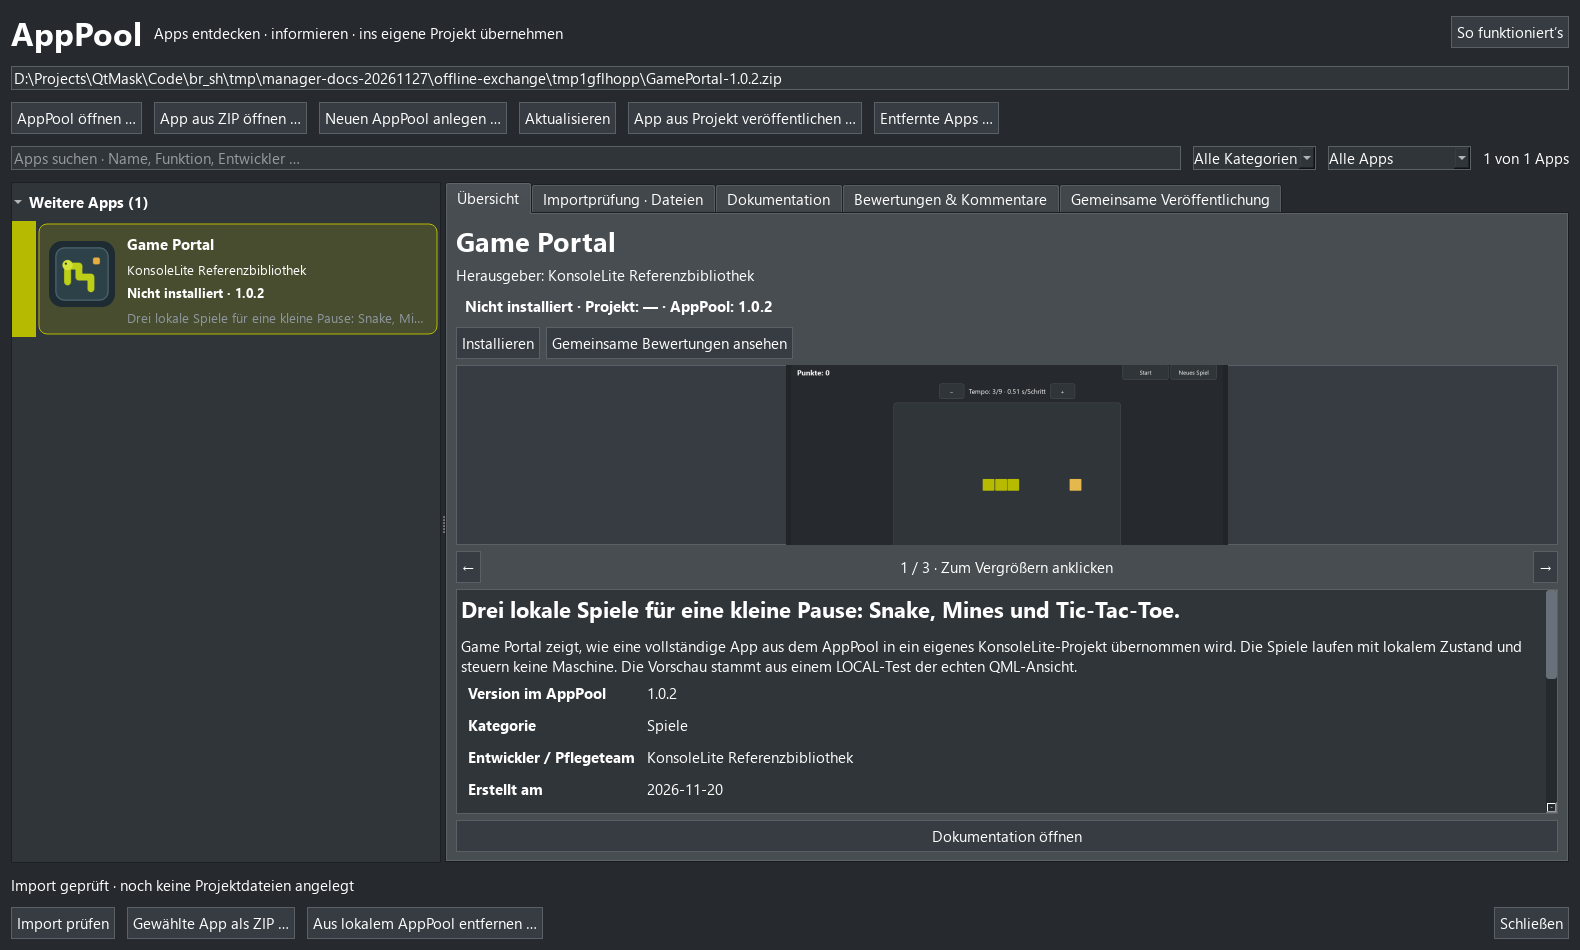 AppPool Apps entdecken · informieren · ins eigene Projekt übernehmen So funktioniert's
D:\Projects\QtMask\Code\br_sh\tmp\manager-docs-20261127\offline-exchange\tmp1gflhopp\GamePortal-1.0.2.zip
AppPool öffnen ... App aus ZIP öffnen ... Neuen AppPool anlegen ... Aktualisieren App aus Projekt veröffentlichen ... Entfernte Apps ...
Apps suchen · Name, Funktion, Entwickler ... Alle Kategorien Alle Apps 1 von 1 Apps
Weitere Apps (1)
Game Portal
KonsoleLite Referenzbibliothek
Nicht installiert · 1.0.2
Drei lokale Spiele für eine kleine Pause: Snake, Mi...
Übersicht Importprüfung · Dateien Dokumentation Bewertungen & Kommentare Gemeinsame Veröffentlichung
Game Portal
Herausgeber: KonsoleLite Referenzbibliothek
Nicht installiert · Projekt: — · AppPool: 1.0.2
Installieren Gemeinsame Bewertungen ansehen
Punkte: 0 Start Neues Spiel
– Tempo: 3/9 · 0.51 s/Schritt +
← 1 / 3 · Zum Vergrößern anklicken →
Drei lokale Spiele für eine kleine Pause: Snake, Mines und Tic-Tac-Toe.
Game Portal zeigt, wie eine vollständige App aus dem AppPool in ein eigenes KonsoleLite-Projekt übernommen wird. Die Spiele laufen mit lokalem Zustand und
steuern keine Maschine. Die Vorschau stammt aus einem LOCAL-Test der echten QML-Ansicht.
Version im AppPool 1.0.2
Kategorie Spiele
Entwickler / Pflegeteam KonsoleLite Referenzbibliothek
Erstellt am 2026-11-20
Dokumentation öffnen
Import geprüft · noch keine Projektdateien angelegt
Import prüfen Gewählte App als ZIP ... Aus lokalem AppPool entfernen ... Schließen